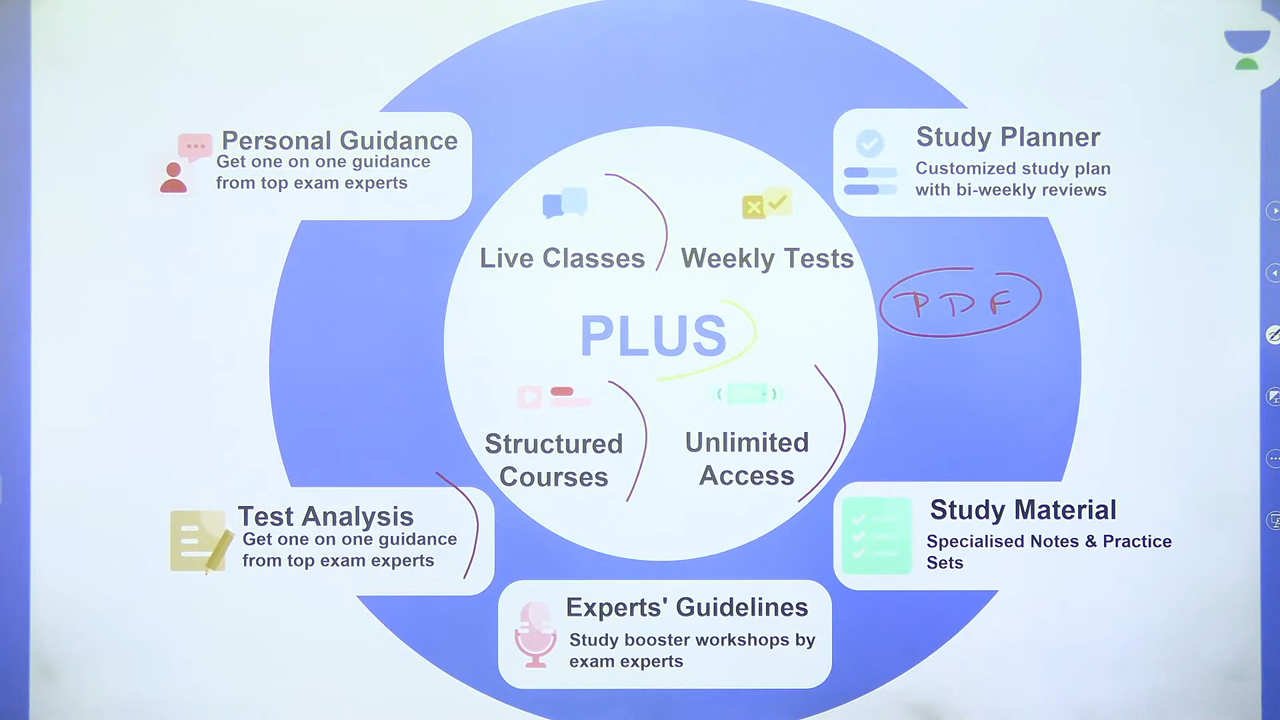 Personal Guidance
Get one on one guidance
from top exam experts
Study Planner
Customized study plan
with bi-weekly reviews
Live Classes
Weekly Tests
PDF
PLUS
Structured
Courses
Unlimited
Access
Test Analysis
Get one on one guidance
from top exam experts
Study Material
Specialised Notes & Practice
Sets
Experts' Guidelines
Study booster workshops by
exam experts